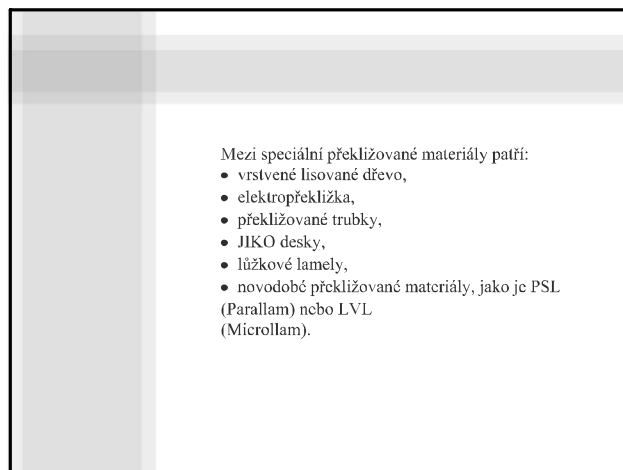 Mezi speciální překližované materiály patří:
• vrstvené lisované dřevo,
• elektropřekližka,
• překližované trubky,
• JIKO desky,
• lůžkové lamely,
• novodobé překližované materiály, jako je PSL
(Parallam) nebo LVL
(Microllam).